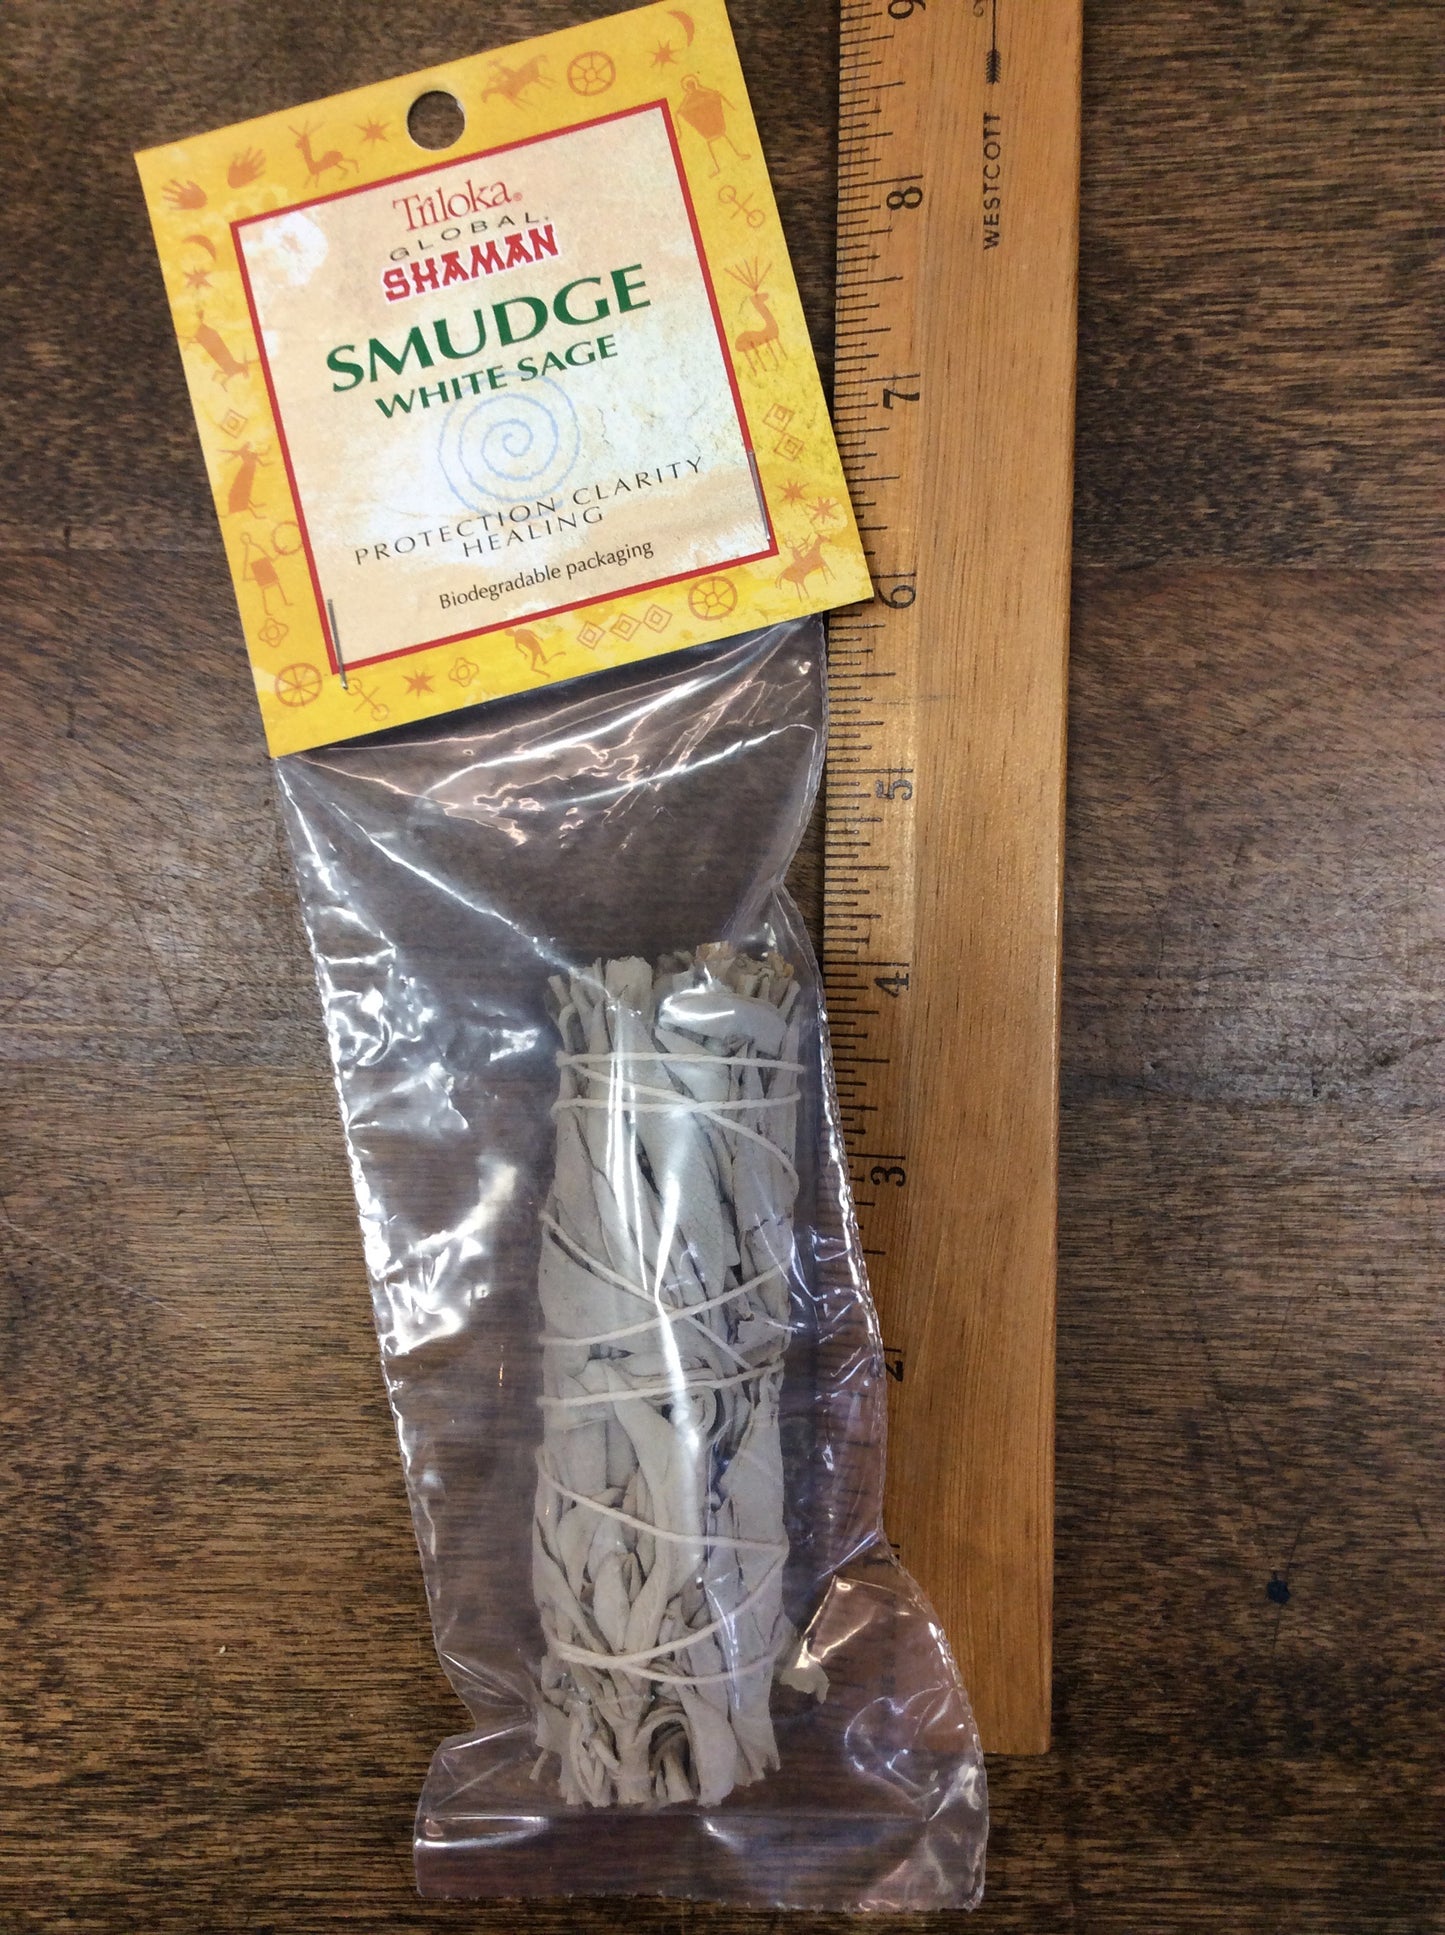 Triloka®
GLOBAL
SHAMAN
SMUDGE
WHITE SAGE
PROTECTION CLARITY
HEALING
Biodegradable packaging
WESTCOTT
9
8
7
6
5
4
3
2